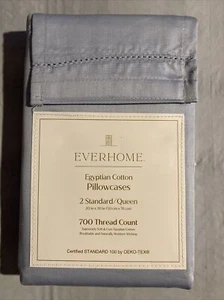 EVERHOME.
Egyptian Cotton
Pillowcases
2 Standard/Queen
700 Thread Count
Certified STANDARD 100 by OEKO-TEX®